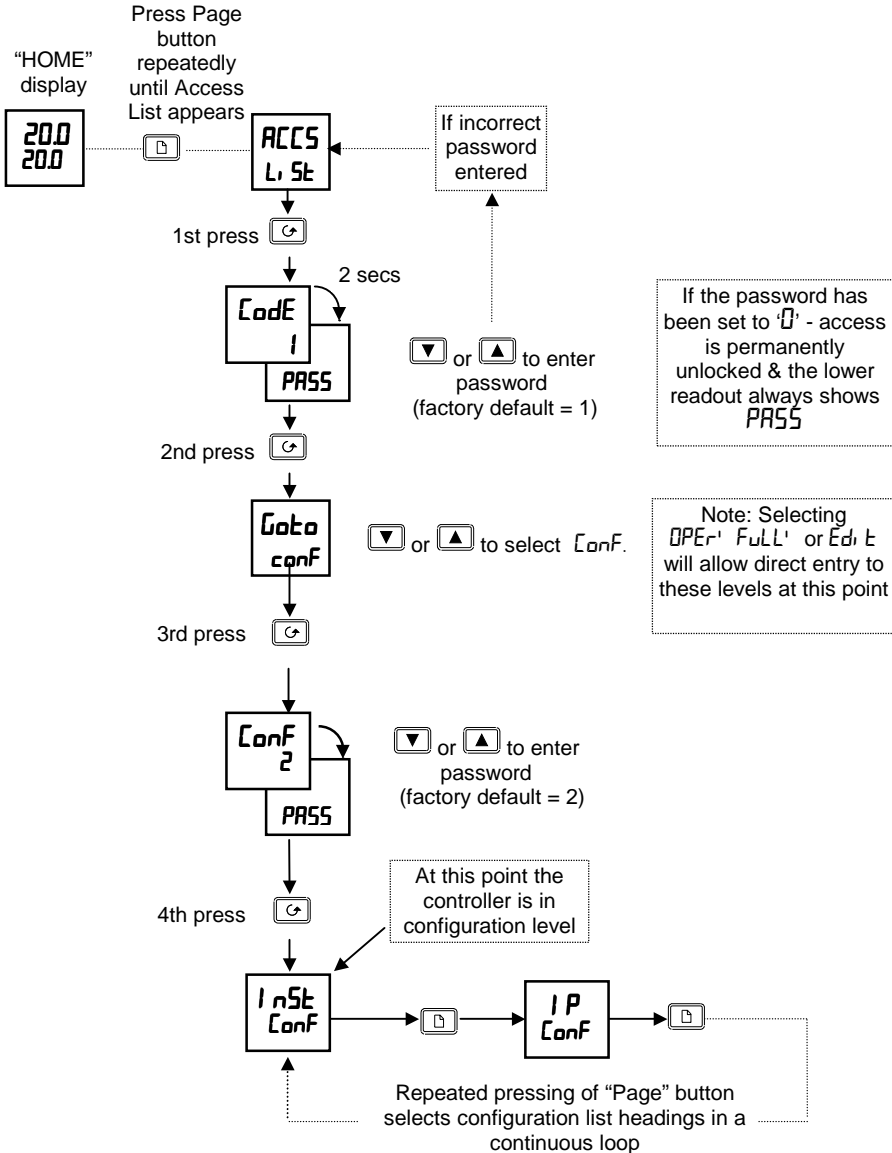 Press Page
button
repeatedly
until Access
List appears
“HOME”
display
20.0
20.0
ACCS
Li St
If incorrect
password
entered
1st press
2 secs
CodE
1
PASS
▼ or ▲ to enter
password
(factory default = 1)
If the password has
been set to ‘0’ - access
is permanently
unlocked & the lower
readout always shows
PASS
2nd press
Goto
conF
▼ or ▲ to select ConF.
Note: Selecting
OPEr' FuLL' or Edi t
will allow direct entry to
these levels at this point
3rd press
ConF
2
PASS
▼ or ▲ to enter
password
(factory default = 2)
At this point the
controller is in
configuration level
4th press
InSt
ConF
IP
ConF
Repeated pressing of “Page” button
selects configuration list headings in a
continuous loop